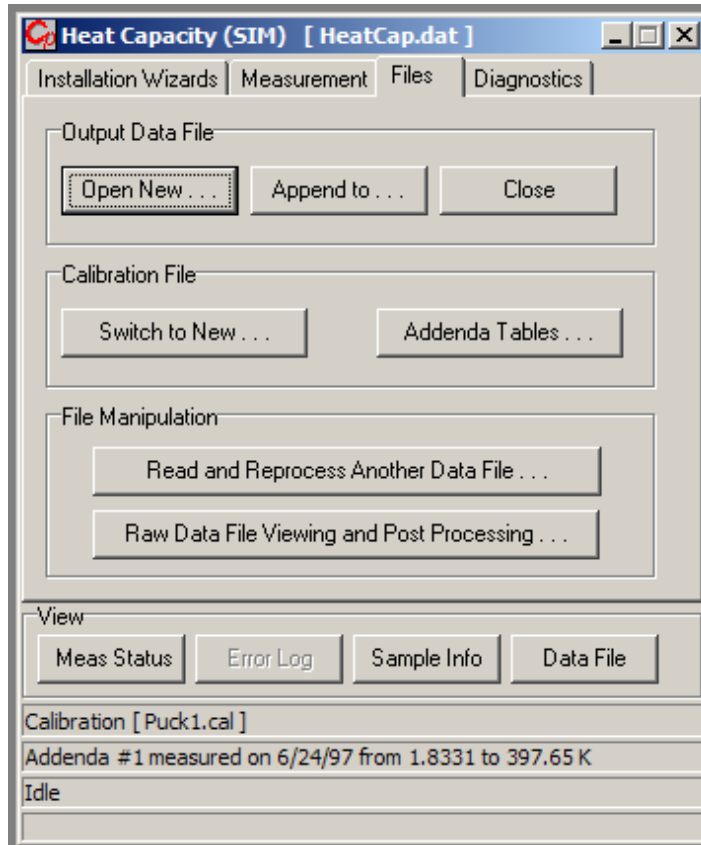 Cp Heat Capacity (SIM) [ HeatCap.dat ]
Installation Wizards Measurement Files Diagnostics
Output Data File
Open New . . . Append to . . . Close
Calibration File
Switch to New . . . Addenda Tables . . .
File Manipulation
Read and Reprocess Another Data File . . .
Raw Data File Viewing and Post Processing . . .
View
Meas Status Error Log Sample Info Data File
Calibration [ Puck1.cal ]
Addenda #1 measured on 6/24/97 from 1.8331 to 397.65 K
Idle